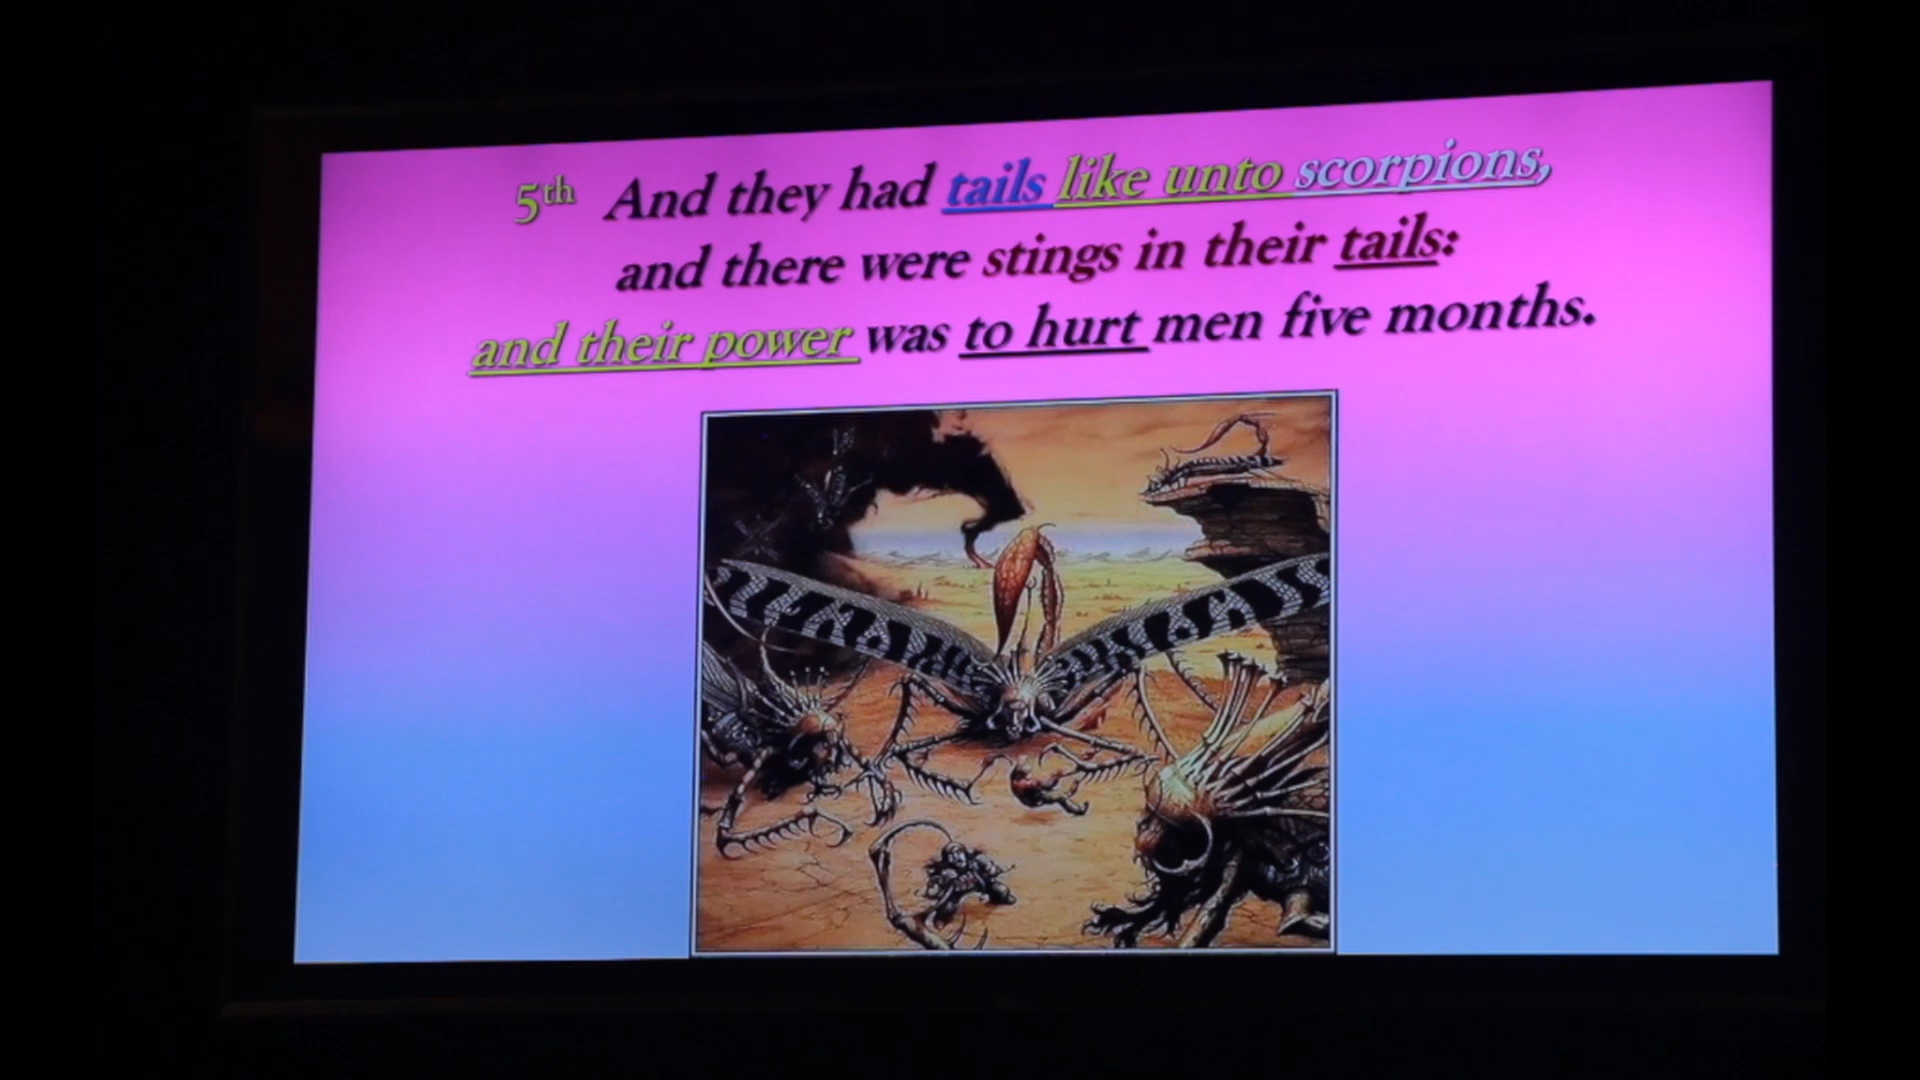 5th And they had tails like unto scorpions,
and there were stings in their tails:
and their power was to hurt men five months.